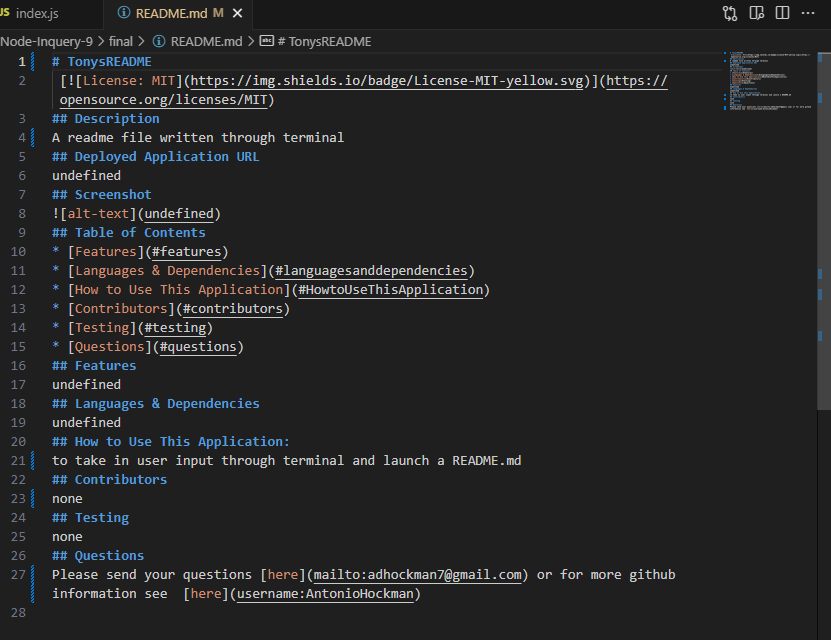 JS index.js README.md M
Node-Inquery-9 > final > README.md > # TonysREADME
1 # TonysREADME
2 [![License: MIT](https://img.shields.io/badge/License-MIT-yellow.svg)](https://
opensource.org/licenses/MIT)
3 ## Description
4 A readme file written through terminal
5 ## Deployed Application URL
6 undefined
7 ## Screenshot
8 ![alt-text](undefined)
9 ## Table of Contents
10 * [Features](#features)
11 * [Languages & Dependencies](#languagesanddependencies)
12 * [How to Use This Application](#HowtoUseThisApplication)
13 * [Contributors](#contributors)
14 * [Testing](#testing)
15 * [Questions](#questions)
16 ## Features
17 undefined
18 ## Languages & Dependencies
19 undefined
20 ## How to Use This Application:
21 to take in user input through terminal and launch a README.md
22 ## Contributors
23 none
24 ## Testing
25 none
26 ## Questions
27 Please send your questions [here](mailto:adhockman7@gmail.com) or for more github
information see  [here](username:AntonioHockman)
28